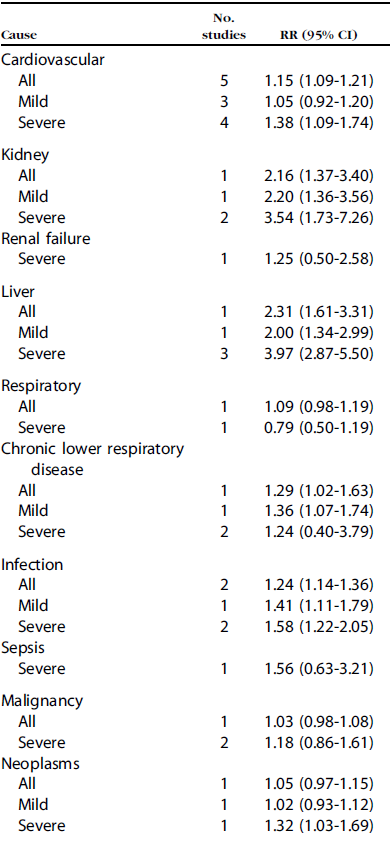 No.
Cause studies RR (95% CI)
Cardiovascular
All 5 1.15 (1.09-1.21)
Mild 3 1.05 (0.92-1.20)
Severe 4 1.38 (1.09-1.74)
Kidney
All 1 2.16 (1.37-3.40)
Mild 1 2.20 (1.36-3.56)
Severe 2 3.54 (1.73-7.26)
Renal failure
Severe 1 1.25 (0.50-2.58)
Liver
All 1 2.31 (1.61-3.31)
Mild 1 2.00 (1.34-2.99)
Severe 3 3.97 (2.87-5.50)
Respiratory
All 1 1.09 (0.98-1.19)
Severe 1 0.79 (0.50-1.19)
Chronic lower respiratory
disease
All 1 1.29 (1.02-1.63)
Mild 1 1.36 (1.07-1.74)
Severe 2 1.24 (0.40-3.79)
Infection
All 2 1.24 (1.14-1.36)
Mild 1 1.41 (1.11-1.79)
Severe 2 1.58 (1.22-2.05)
Sepsis
Severe 1 1.56 (0.63-3.21)
Malignancy
All 1 1.03 (0.98-1.08)
Severe 2 1.18 (0.86-1.61)
Neoplasms
All 1 1.05 (0.97-1.15)
Mild 1 1.02 (0.93-1.12)
Severe 1 1.32 (1.03-1.69)